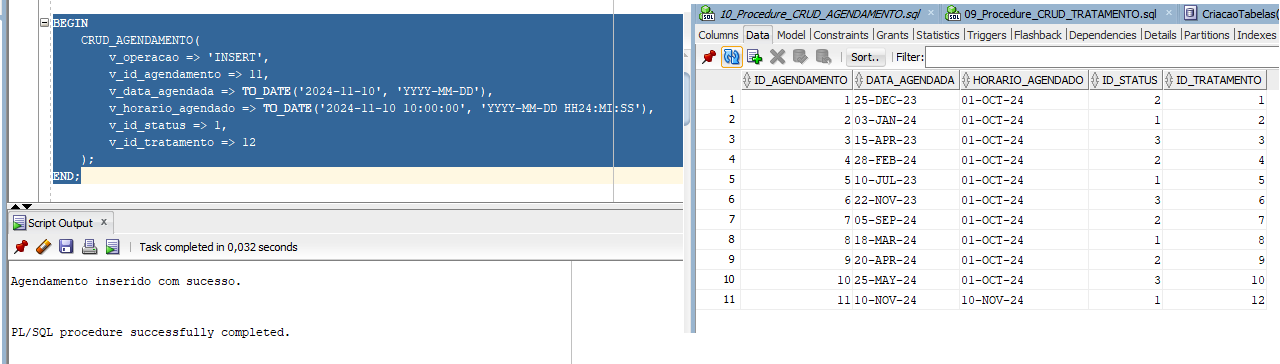 BEGIN
CRUD_AGENDAMENTO(
v_operacao => 'INSERT',
v_id_agendamento => 11,
v_data_agendada => TO_DATE('2024-11-10', 'YYYY-MM-DD'),
v_horario_agendado => TO_DATE('2024-11-10 10:00:00', 'YYYY-MM-DD HH24:MI:SS'),
v_id_status => 1,
v_id_tratamento => 12
);
END;
Script Output x
Task completed in 0,032 seconds
Agendamento inserido com sucesso.
PL/SQL procedure successfully completed.
10_Procedure_CRUD_AGENDAMENTO.sql 09_Procedure_CRUD_TRATAMENTO.sql CriacaoTabelas(
Columns Data Model Constraints Grants Statistics Triggers Flashback Dependencies Details Partitions Indexes
Sort.. Filter:
ID_AGENDAMENTO DATA_AGENDADA HORARIO_AGENDADO ID_STATUS ID_TRATAMENTO
1 1 25-DEC-23 01-OCT-24 2 1
2 2 03-JAN-24 01-OCT-24 1 2
3 3 15-APR-23 01-OCT-24 3 3
4 4 28-FEB-24 01-OCT-24 2 4
5 5 10-JUL-23 01-OCT-24 1 5
6 6 22-NOV-23 01-OCT-24 3 6
7 7 05-SEP-24 01-OCT-24 2 7
8 8 18-MAR-24 01-OCT-24 1 8
9 9 20-APR-24 01-OCT-24 2 9
10 10 25-MAY-24 01-OCT-24 3 10
11 11 10-NOV-24 10-NOV-24 1 12